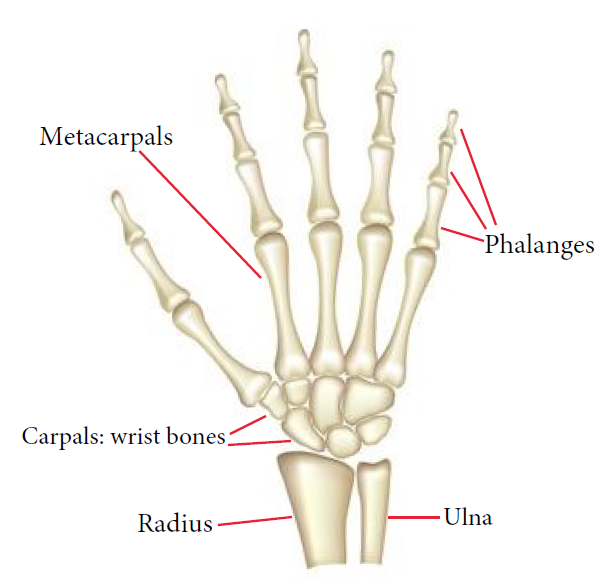 Metacarpals
Phalanges
Carpals: wrist bones
Radius
Ulna